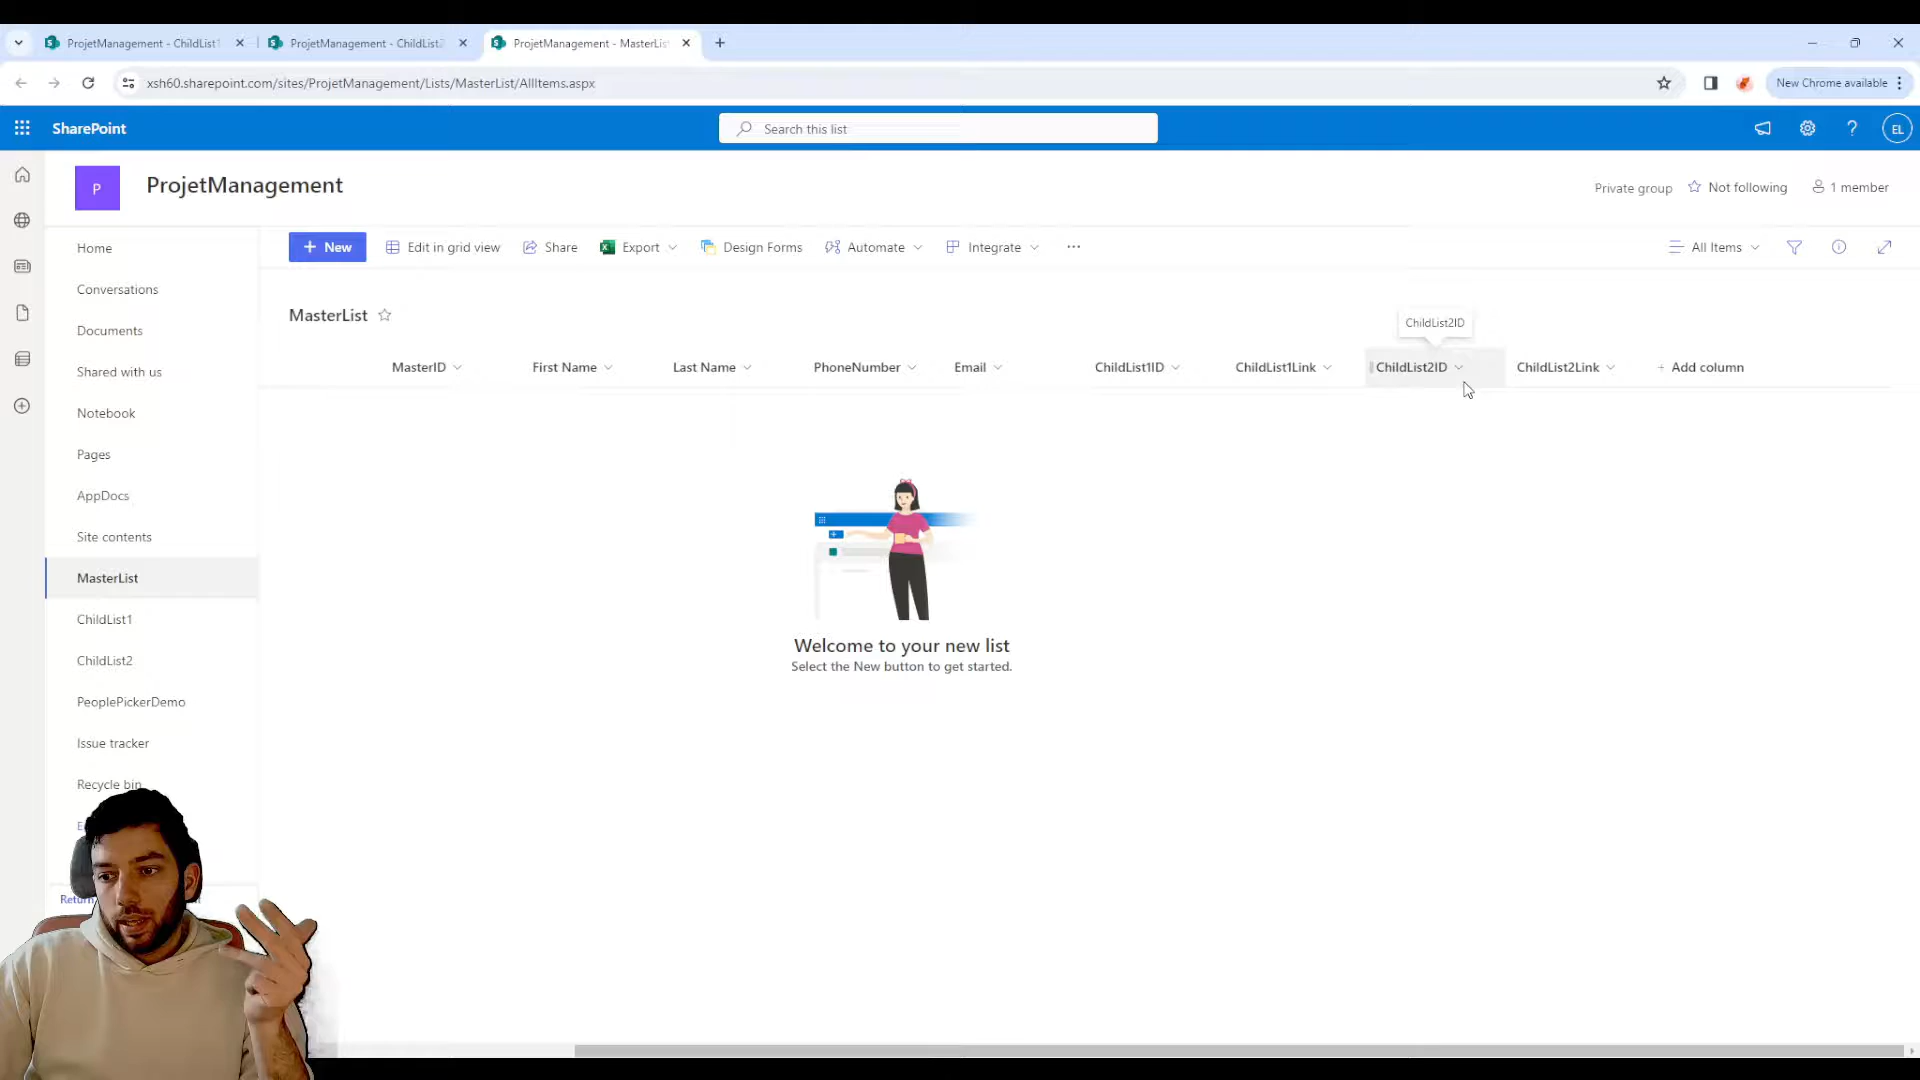 ProjetManagement - ChildList1
ProjetManagement - ChildList2
ProjetManagement - MasterList
xsh60.sharepoint.com/sites/ProjetManagement/Lists/MasterList/AllItems.aspx
New Chrome available
SharePoint
Search this list
EL
P
ProjetManagement
Private group
Not following
1 member
Home
Conversations
Documents
Shared with us
Notebook
Pages
AppDocs
Site contents
MasterList
ChildList1
ChildList2
PeoplePickerDemo
Issue tracker
Recycle bin
Return
New
Edit in grid view
Share
Export
Design Forms
Automate
Integrate
All Items
MasterList
ChildList2ID
MasterID
First Name
Last Name
PhoneNumber
Email
ChildList1ID
ChildList1Link
ChildList2ID
ChildList2Link
+ Add column
Welcome to your new list
Select the New button to get started.